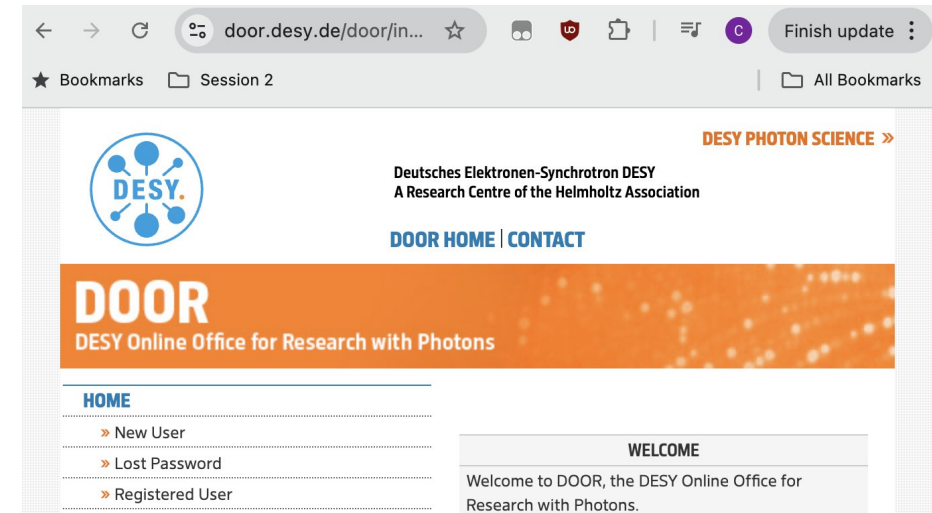 door.desy.de/door/in...
C
Finish update
Bookmarks
Session 2
All Bookmarks
DESY PHOTON SCIENCE »
DESY.
Deutsches Elektronen-Synchrotron DESY
A Research Centre of the Helmholtz Association
DOOR HOME | CONTACT
DOOR
DESY Online Office for Research with Photons
HOME
» New User
» Lost Password
» Registered User
WELCOME
Welcome to DOOR, the DESY Online Office for
Research with Photons.